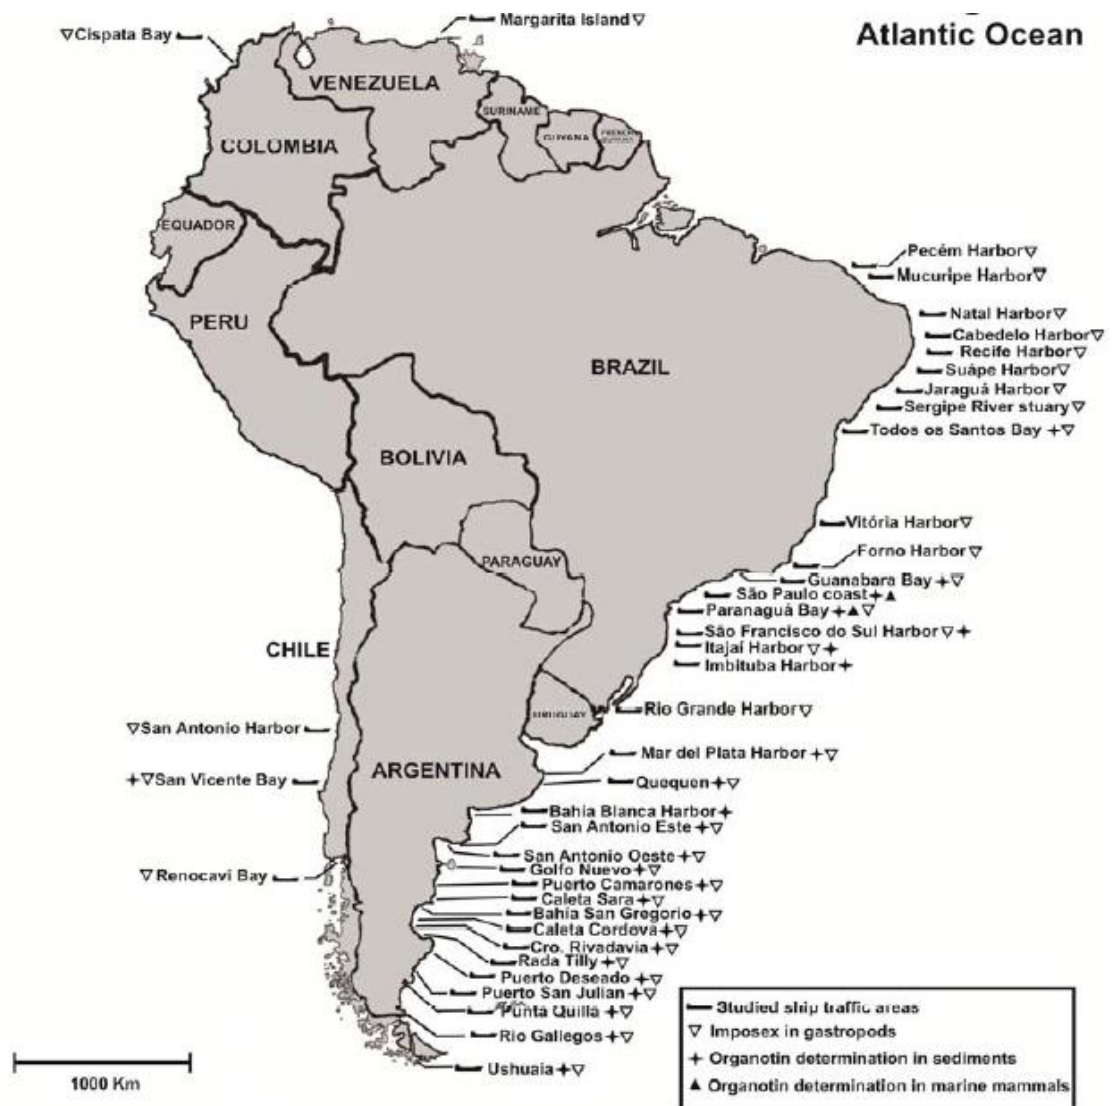 Margarita Island▽
▽Cispata Bay
Atlantic Ocean
VENEZUELA
SURINAME
GUYANA
FRENCH
COLOMBIA
EQUADOR
PERU
BRAZIL
BOLIVIA
PARAGUAY
CHILE
URUGUAY
ARGENTINA
Pecém Harbor▽
Mucuripe Harbor▽
Natal Harbor▽
Cabedelo Harbor▽
Recife Harbor▽
Suápe Harbor▽
Jaraguá Harbor▽
Sergipe River stuary▽
Todos os Santos Bay ✦▽
Vitória Harbor▽
Forno Harbor▽
Guanabara Bay ✦▽
São Paulo coast✦▲
Paranaguá Bay ✦▲▽
São Francisco do Sul Harbor▽✦
Itajaí Harbor▽✦
Imbituba Harbor✦
Rio Grande Harbor▽
▽San Antonio Harbor
✦▽San Vicente Bay
▽Renocavi Bay
Mar del Plata Harbor ✦▽
Quequen✦▽
Bahia Blanca Harbor✦
San Antonio Este✦▽
San Antonio Oeste✦▽
Golfo Nuevo✦▽
Puerto Camarones✦▽
Caleta Sara✦▽
Bahia San Gregorio✦▽
Caleta Cordova✦▽
Cro. Rivadavia✦▽
Rada Tilly✦▽
Puerto Deseado✦▽
Puerto San Julian✦▽
Punta Quilla✦▽
Rio Gallegos✦▽
Ushuaia✦▽
1000 Km
Studied ship traffic areas
▽ Imposex in gastropods
✦ Organotin determination in sediments
▲ Organotin determination in marine mammals